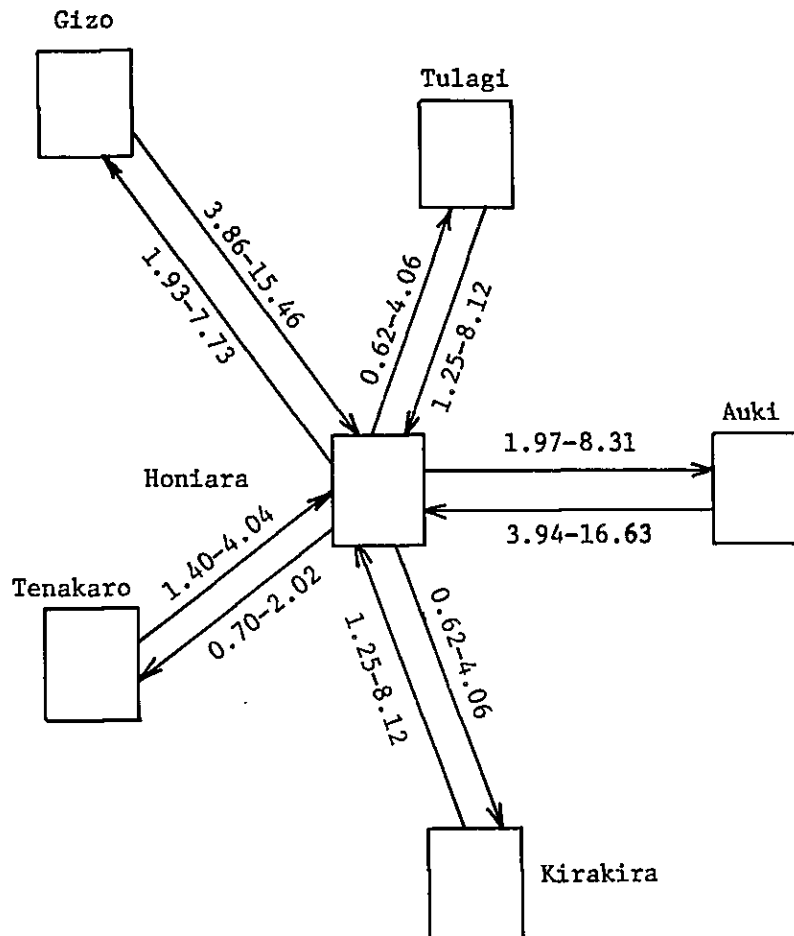 Gizo
Tulagi
3.86-15.46
1.93-7.73
0.62-4.06
1.25-8.12
Auki
1.97-8.31
Honiara
3.94-16.63
1.40-4.04
Tenakaro
0.70-2.02
0.62-4.06
1.25-8.12
Kirakira